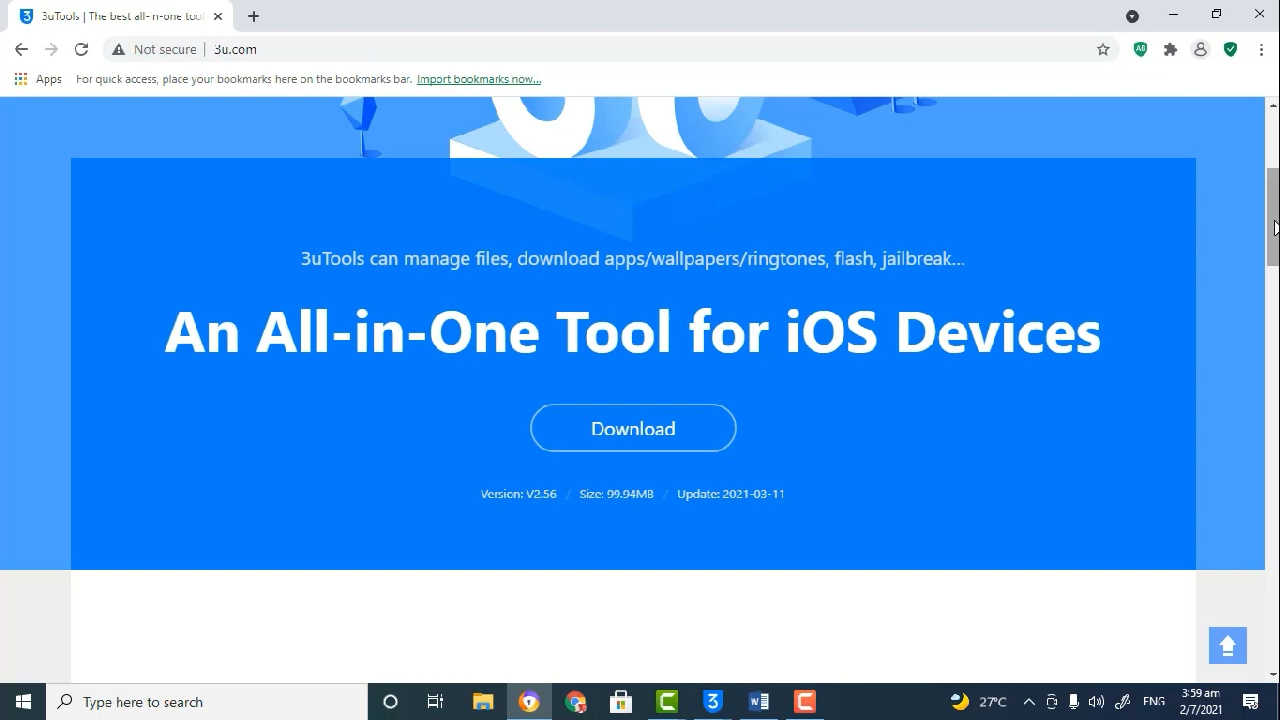 3uTools | The best all-in-one tool
Not secure
3u.com
Apps
For quick access, place your bookmarks here on the bookmarks bar. Import bookmarks now...
3uTools can manage files, download apps/wallpapers/ringtones, flash, jailbreak...
An All-in-One Tool for iOS Devices
Download
Version: V2.56 / Size: 99.94MB / Update: 2021-03-11
Type here to search
27°C
ENG
3:59 am
2/7/2021